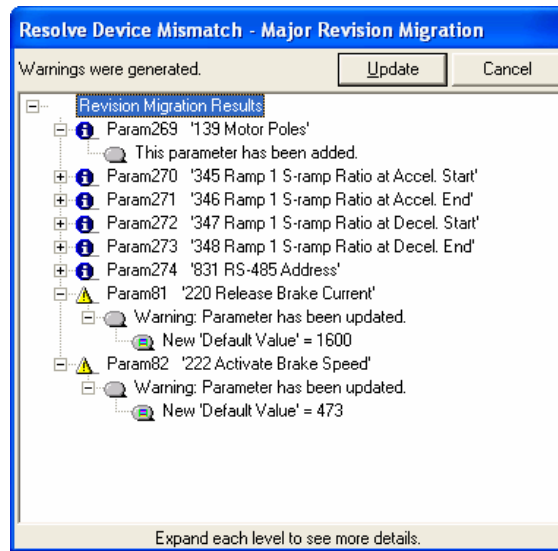 Resolve Device Mismatch - Major Revision Migration
Warnings were generated. Update Cancel
Revision Migration Results
Param269 '139 Motor Poles'
This parameter has been added.
Param270 '345 Ramp 1 S-ramp Ratio at Accel. Start'
Param271 '346 Ramp 1 S-ramp Ratio at Accel. End'
Param272 '347 Ramp 1 S-ramp Ratio at Decel. Start'
Param273 '348 Ramp 1 S-ramp Ratio at Decel. End'
Param274 '831 RS-485 Address'
Param81 '220 Release Brake Current'
Warning: Parameter has been updated.
New 'Default Value' = 1600
Param82 '222 Activate Brake Speed'
Warning: Parameter has been updated.
New 'Default Value' = 473
Expand each level to see more details.